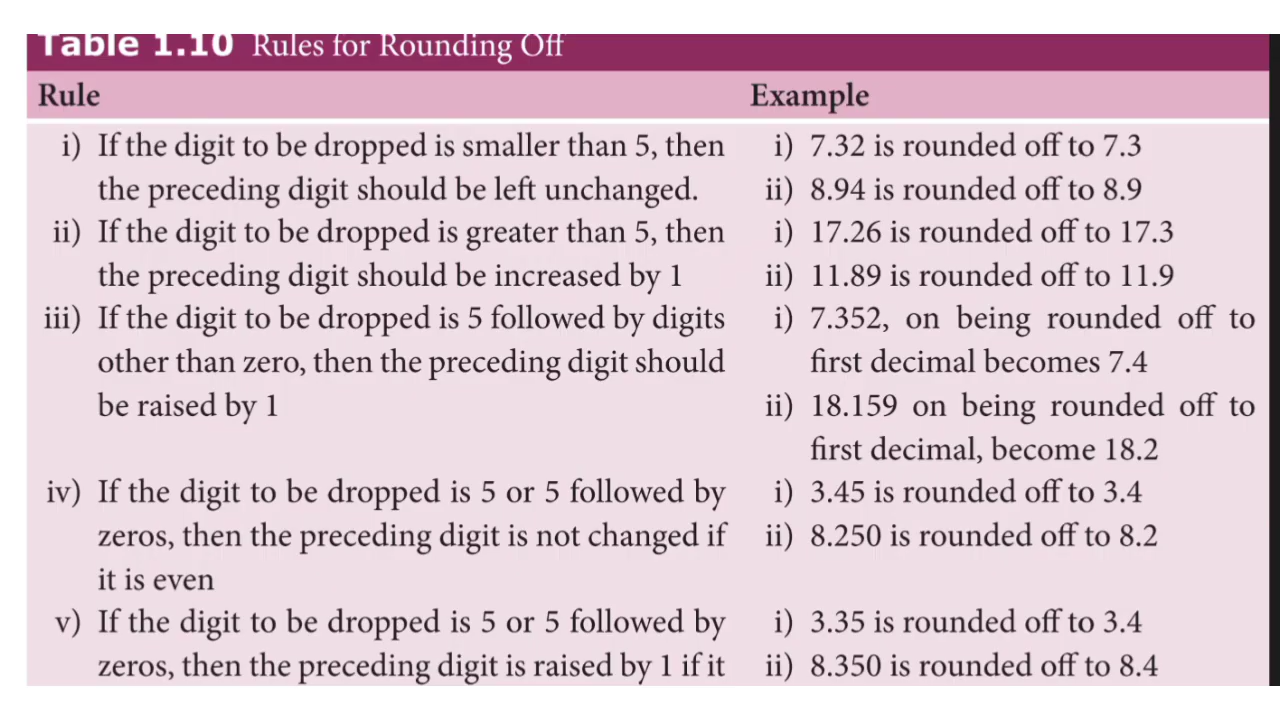 Table 1.10 Rules for Rounding Off
Rule Example
i) If the digit to be dropped is smaller than 5, then i) 7.32 is rounded off to 7.3
the preceding digit should be left unchanged. ii) 8.94 is rounded off to 8.9
ii) If the digit to be dropped is greater than 5, then i) 17.26 is rounded off to 17.3
the preceding digit should be increased by 1 ii) 11.89 is rounded off to 11.9
iii) If the digit to be dropped is 5 followed by digits i) 7.352, on being rounded off to
other than zero, then the preceding digit should first decimal becomes 7.4
be raised by 1 ii) 18.159 on being rounded off to
first decimal, become 18.2
iv) If the digit to be dropped is 5 or 5 followed by i) 3.45 is rounded off to 3.4
zeros, then the preceding digit is not changed if ii) 8.250 is rounded off to 8.2
it is even
v) If the digit to be dropped is 5 or 5 followed by i) 3.35 is rounded off to 3.4
zeros, then the preceding digit is raised by 1 if it ii) 8.350 is rounded off to 8.4